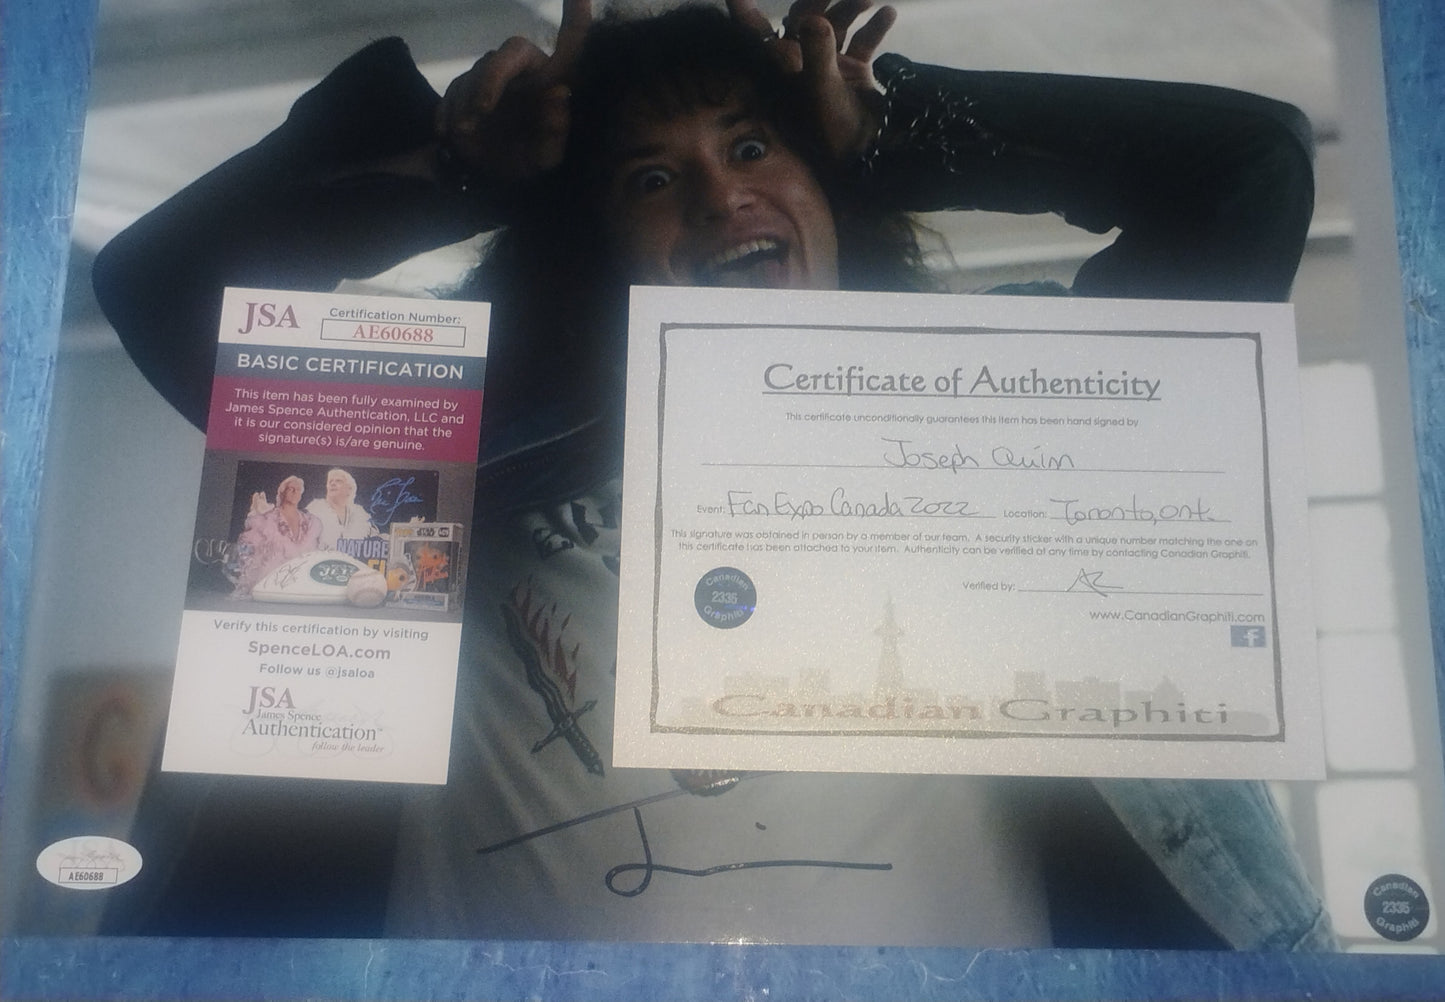 JSA
Certification Number:
AE60688
BASIC CERTIFICATION
This item has been fully examined by
James Spence Authentication, LLC and
it is our considered opinion that the
signature(s) is/are genuine.
NATURE
JETS
Verify this certification by visiting
SpenceLOA.com
Follow us @jsaloa
JSA
James Spence
Authentication™
follow the leader
Certificate of Authenticity
This certificate unconditionally guarantees this item has been hand signed by
Joseph Quinn
Event: Fan Expo Canada 2022 Location: Toronto, Ont.
This signature was obtained in person by a member of our team. A security sticker with a unique number matching the one on
this certificate has been attached to your item. Authenticity can be verified at any time by contacting Canadian Graphiti.
Canadian
2335
Graphiti
Verified by:
www.CanadianGraphiti.com
f
Canadian Graphiti
AE60688
Canadian
2335
Graphiti